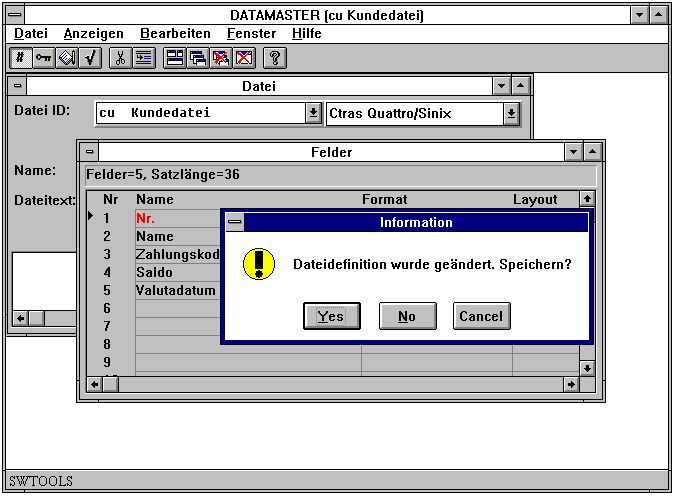 DATAMASTER (cu Kundedatei)
Datei Anzeigen Bearbeiten Fenster Hilfe
# ?
Datei
Datei ID: cu Kundedatei Ctras Quattro/Sinix
Name:
Dateitext:
Felder
Felder=5, Satzlänge=36
Nr Name Format Layout
1 Nr.
2 Name
3 Zahlungskod
4 Saldo
5 Valutadatum
6
7
8
9
Information
Dateidefinition wurde geändert. Speichern?
Yes No Cancel
SWTOOLS